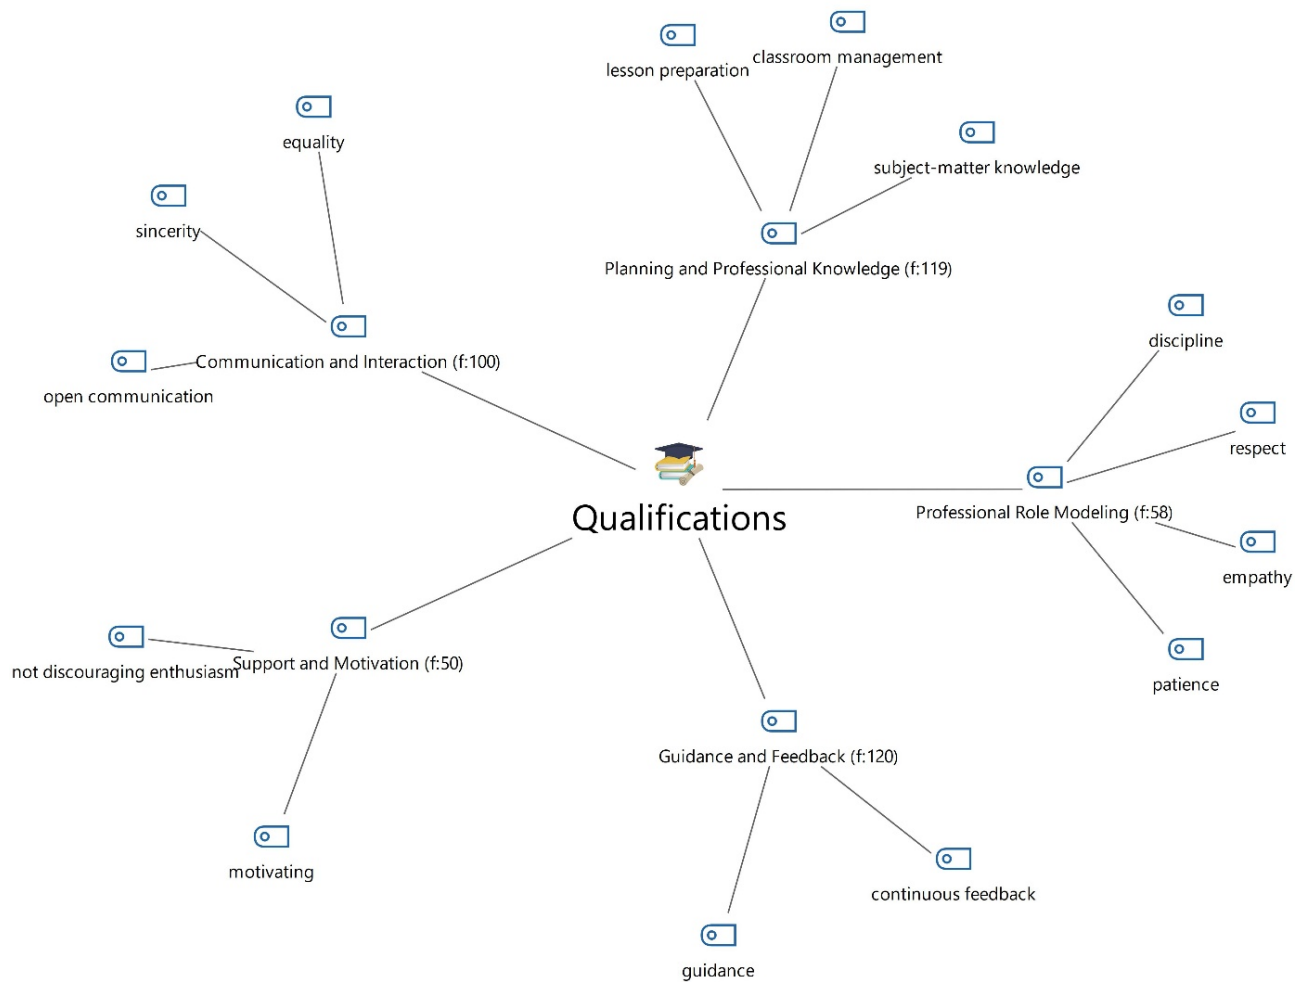 classroom management
lesson preparation
equality
subject-matter knowledge
sincerity
Planning and Professional Knowledge (f:119)
discipline
Communication and Interaction (f:100)
open communication
respect
Qualifications
Professional Role Modeling (f:58)
empathy
Support and Motivation (f:50)
not discouraging enthusiasm
patience
Guidance and Feedback (f:120)
motivating
continuous feedback
guidance